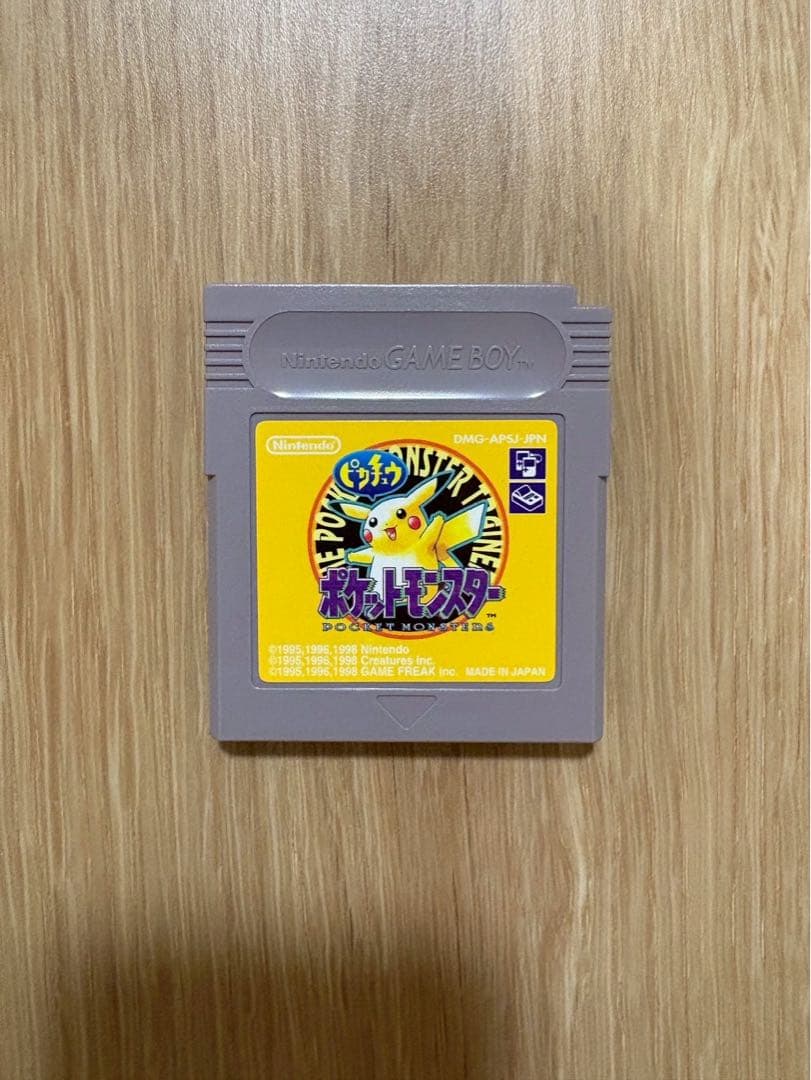 Nintendo GAME BOY TM
Nintendo
DMG-APSJ-JPN
ピカチュウ
ポケットモンスター TM
POCKET MONSTERS
©1995,1996,1998 Nintendo
©1995,1996,1998 Creatures inc.
©1995,1996,1998 GAME FREAK inc. MADE IN JAPAN